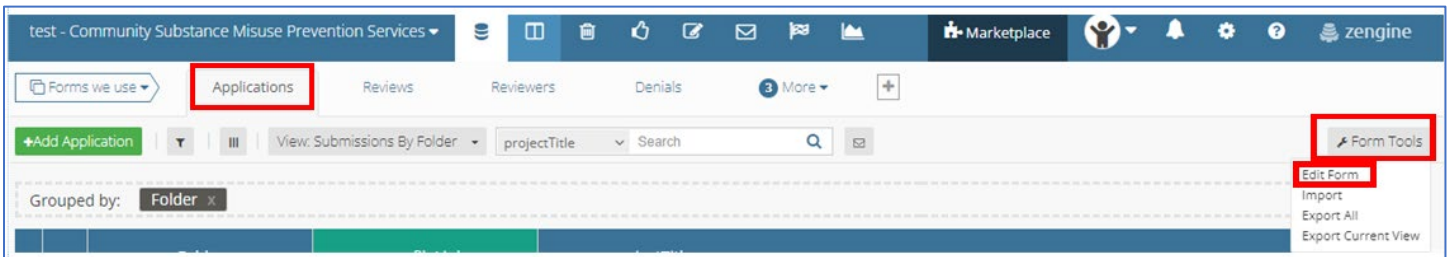 test - Community Substance Misuse Prevention Services Marketplace zengine
Forms we use Applications Reviews Reviewers Denials 3 More +
+Add Application View: Submissions By Folder projectTitle Search Form Tools
Edit Form
Grouped by: Folder x
Import
Export All
Export Current View